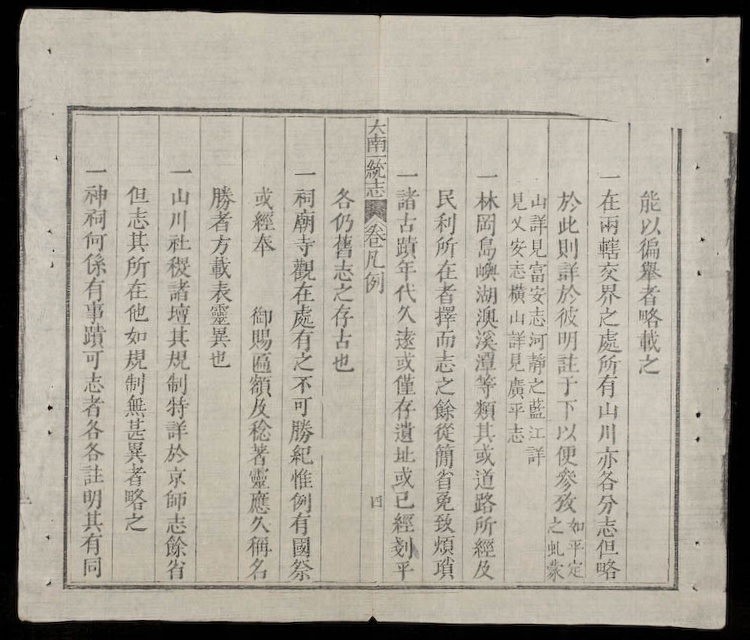 能以徧舉者略載之
一在兩轄交界之處所有山川亦各分志但略
於此則詳於彼明註于下以便參攷如平定之虬蒙
山詳見富安志河靜之藍江詳見乂安志橫山詳見廣平志
一林岡島嶼湖澳溪潭等類其或道路所經及
民利所在者擇而志之餘從簡省免致煩瑣
一諸古蹟年代久遠或僅存遺址或已經剗平
大南一統志 卷凡例 四
各仍舊志之存古也
一祠廟寺觀在處有之不可勝紀惟例有國祭
或經奉 御賜匾額及稔著靈應久稱名
勝者方載表靈異也
一山川社稷諸壇其規制特詳於京師志餘省
但志其所在他如規制無甚異者略之
一神祠何係有事蹟可志者各各註明其有同